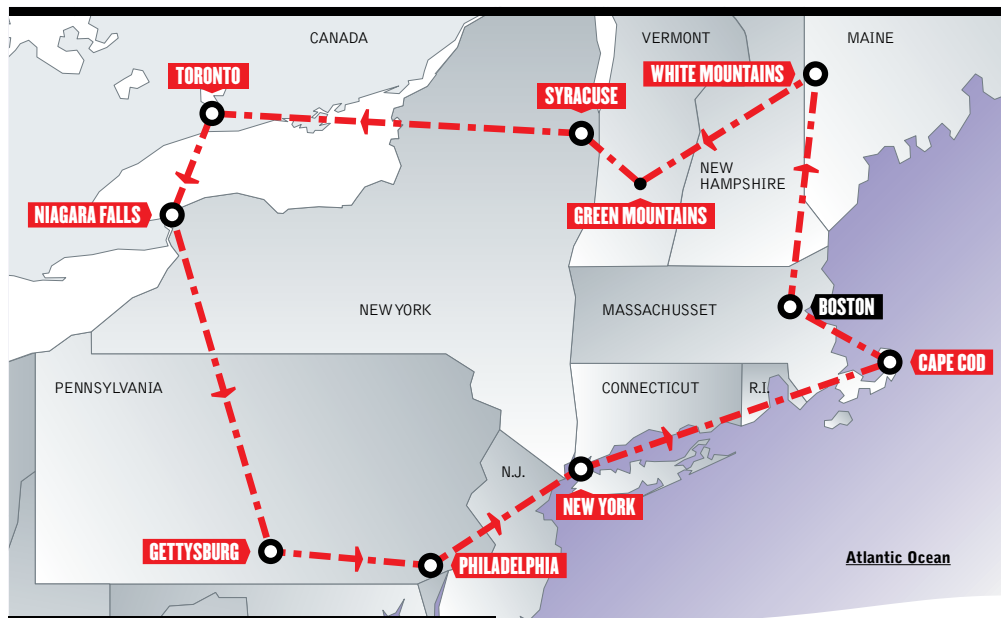 CANADA
VERMONT
MAINE
TORONTO
WHITE MOUNTAINS
SYRACUSE
NEW
HAMPSHIRE
NIAGARA FALLS
GREEN MOUNTAINS
NEW YORK
MASSACHUSSET
BOSTON
CAPE COD
PENNSYLVANIA
CONNECTICUT
R.I.
N.J.
NEW YORK
GETTYSBURG
PHILADELPHIA
Atlantic Ocean